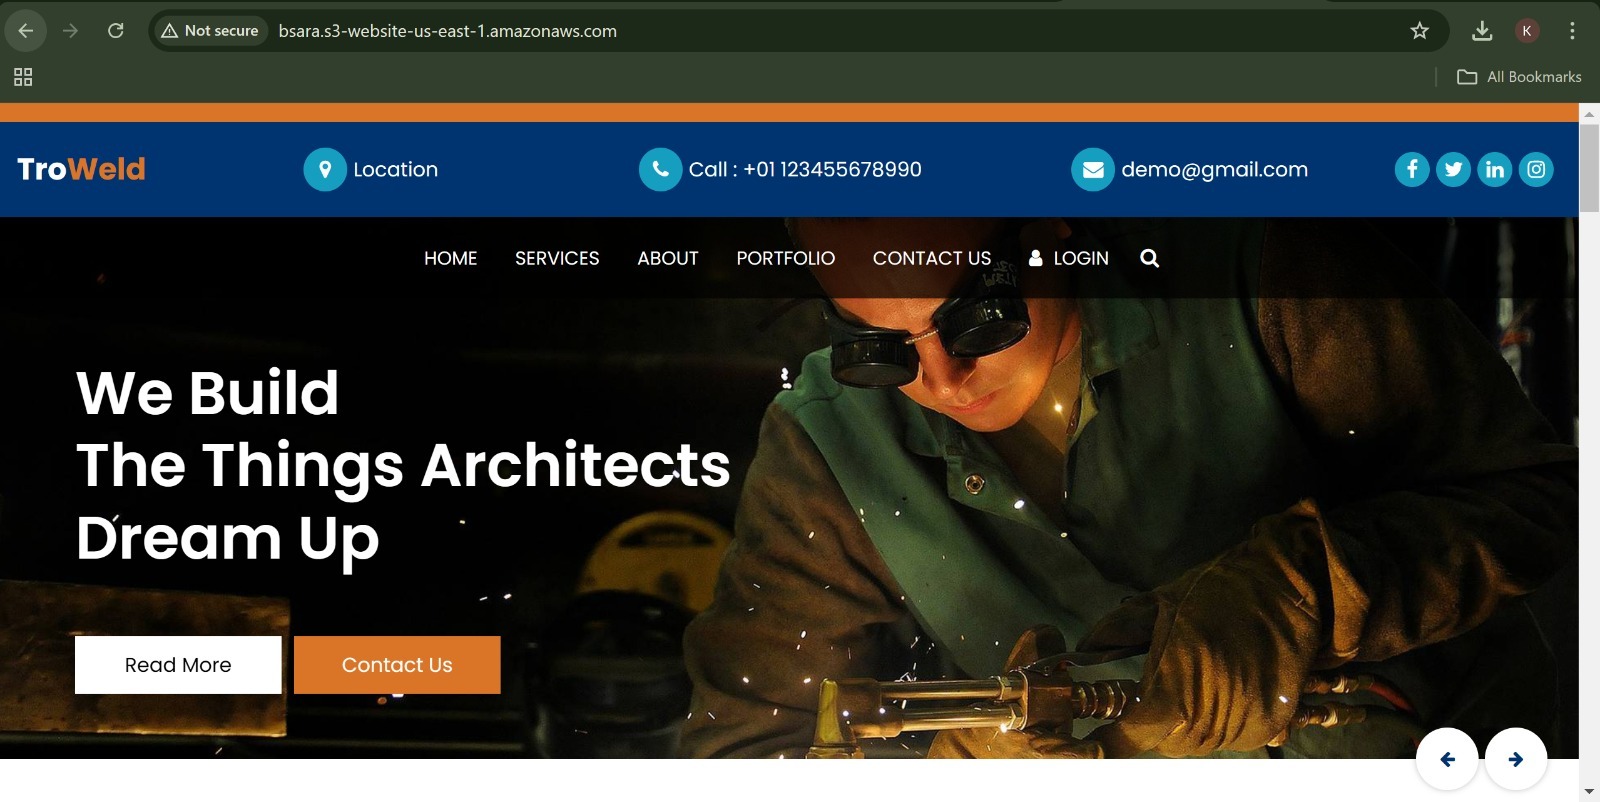 Not secure
bsara.s3-website-us-east-1.amazonaws.com
K
All Bookmarks
TroWeld
Location
Call : +01 123455678990
demo@gmail.com
HOME
SERVICES
ABOUT
PORTFOLIO
CONTACT US
LOGIN
We Build
The Things Architects
Dream Up
Read More
Contact Us